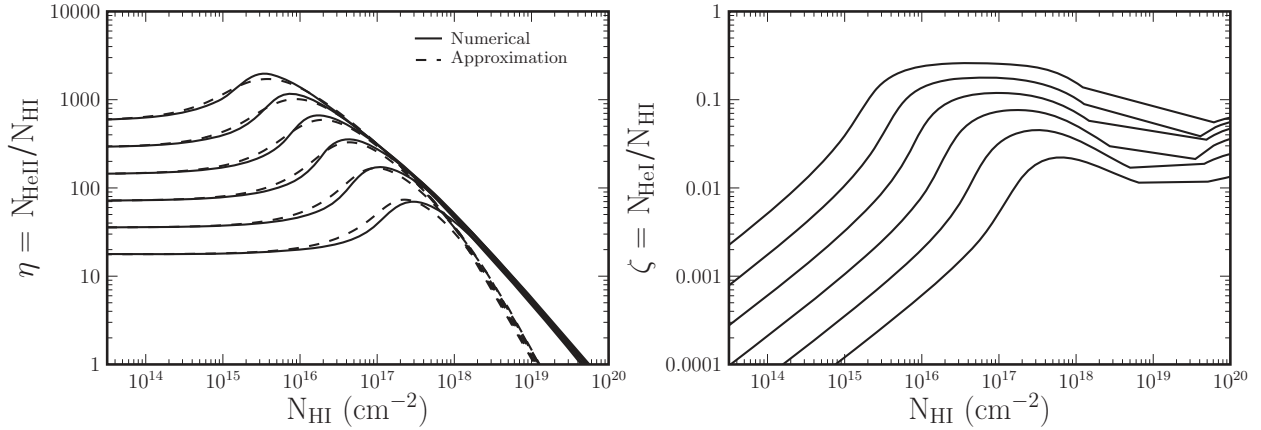 10000
1000
100
10
1
η = N_HeII/N_HI
Numerical
Approximation
10^14 10^15 10^16 10^17 10^18 10^19 10^20
N_HI (cm^−2)
1
0.1
0.01
0.001
0.0001
ζ = N_HeI/N_HI
10^14 10^15 10^16 10^17 10^18 10^19 10^20
N_HI (cm^−2)